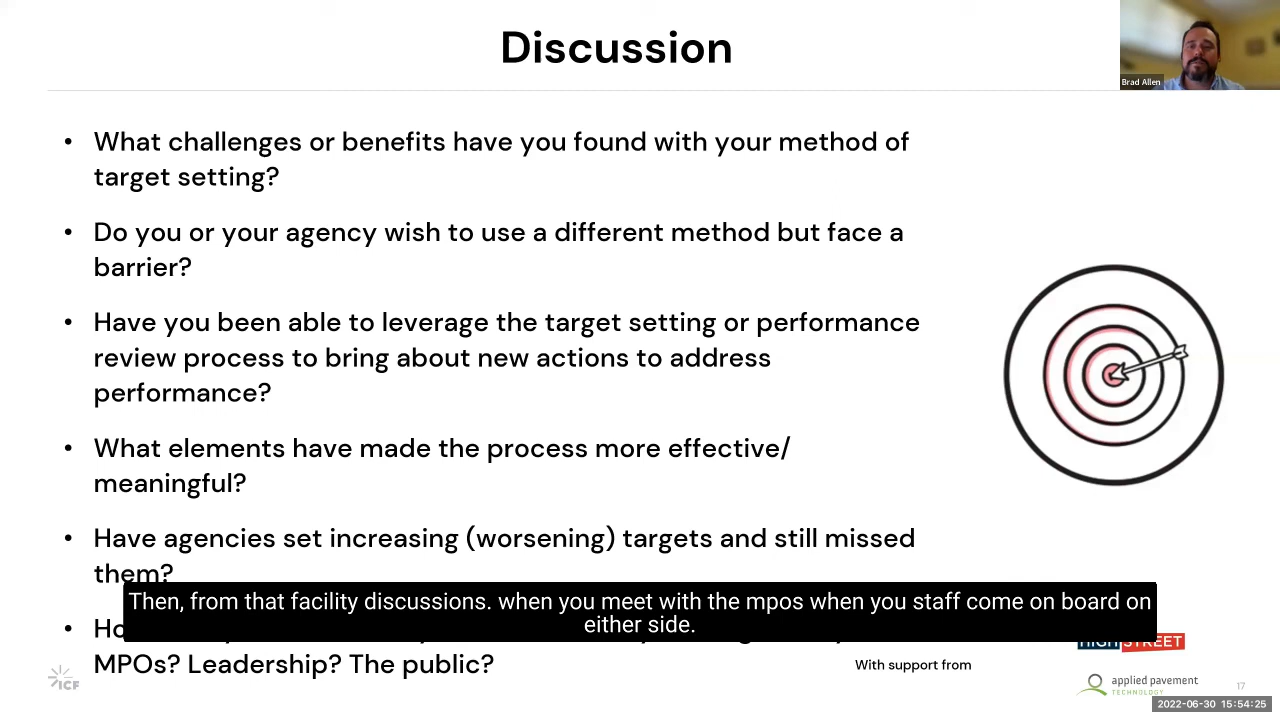 Discussion
Brad Allen
• What challenges or benefits have you found with your method of
target setting?
• Do you or your agency wish to use a different method but face a
barrier?
• Have you been able to leverage the target setting or performance
review process to bring about new actions to address
performance?
• What elements have made the process more effective/
meaningful?
• Have agencies set increasing (worsening) targets and still missed
them?
Then, from that facility discussions. when you meet with the mpos when you staff come on board on
either side.
•
MPOs? Leadership? The public?
HIGH STREET
With support from
ICF
applied pavement
TECHNOLOGY
17
2022-06-30 15:54:25